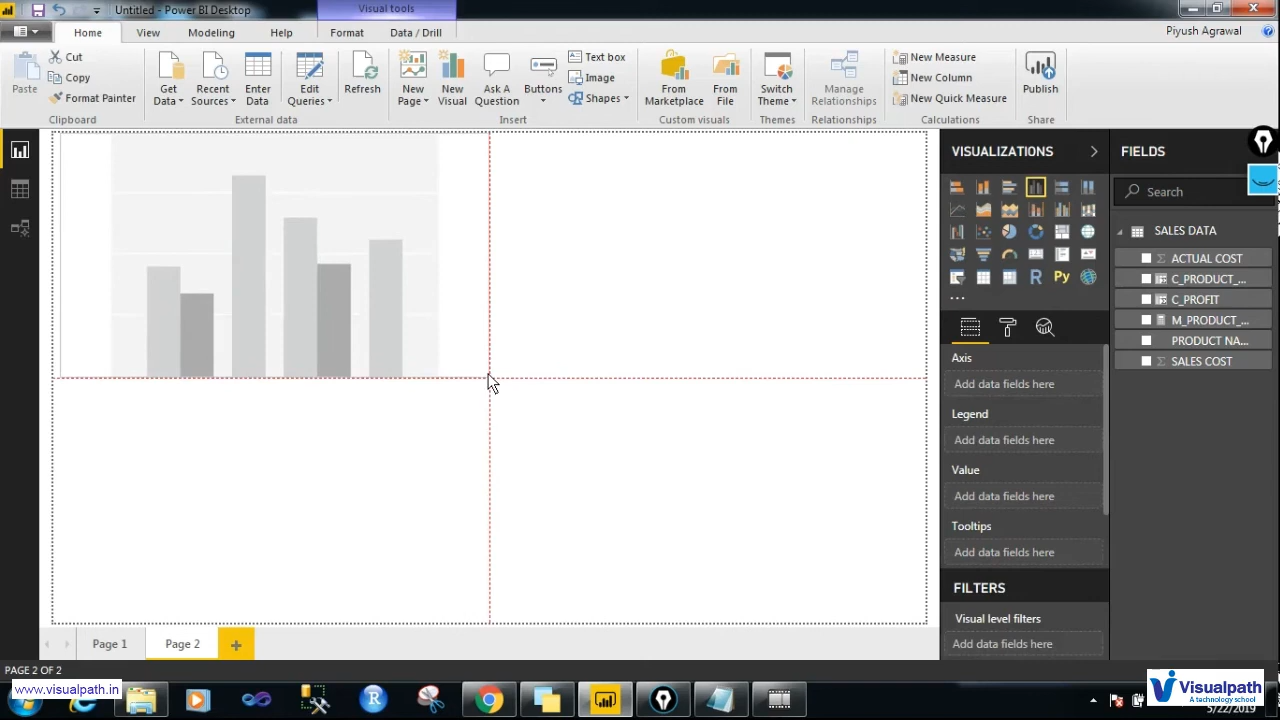 Untitled - Power BI Desktop
Visual tools
Home View Modeling Help Format Data / Drill
Piyush Agrawal
Paste
Cut
Copy
Format Painter
Clipboard
Get Data
Recent Sources
Enter Data
External data
Edit Queries
Refresh
New Page
New Visual
Ask A Question
Buttons
Text box
Image
Shapes
Insert
From Marketplace
From File
Custom visuals
Switch Theme
Themes
Manage Relationships
Relationships
New Measure
New Column
New Quick Measure
Calculations
Publish
Share
VISUALIZATIONS
R
Py
Axis
Add data fields here
Legend
Add data fields here
Value
Add data fields here
Tooltips
Add data fields here
FILTERS
Visual level filters
Add data fields here
FIELDS
Search
SALES DATA
ACTUAL COST
C_PRODUCT_...
C_PROFIT
M_PRODUCT_...
PRODUCT NA...
SALES COST
Page 1 Page 2
PAGE 2 OF 2
www.visualpath.in
R
Visualpath
A technology school
5/22/2019